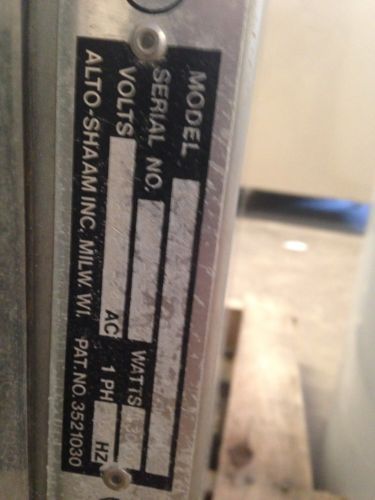 MODEL
SERIAL NO.
VOLTS AC WATTS
1 PH HZ
ALTO-SHAAM INC. MILW. WI. PAT. NO. 3521030